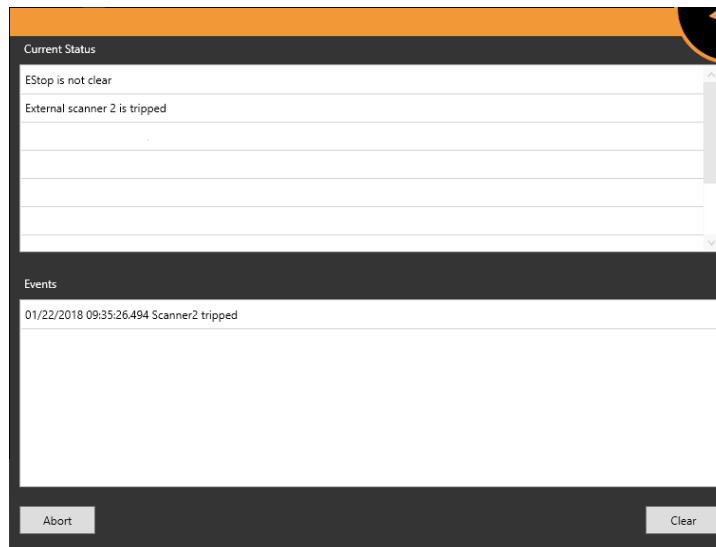 Current Status
EStop is not clear
External scanner 2 is tripped
Events
01/22/2018 09:35:26.494 Scanner2 tripped
Abort
Clear